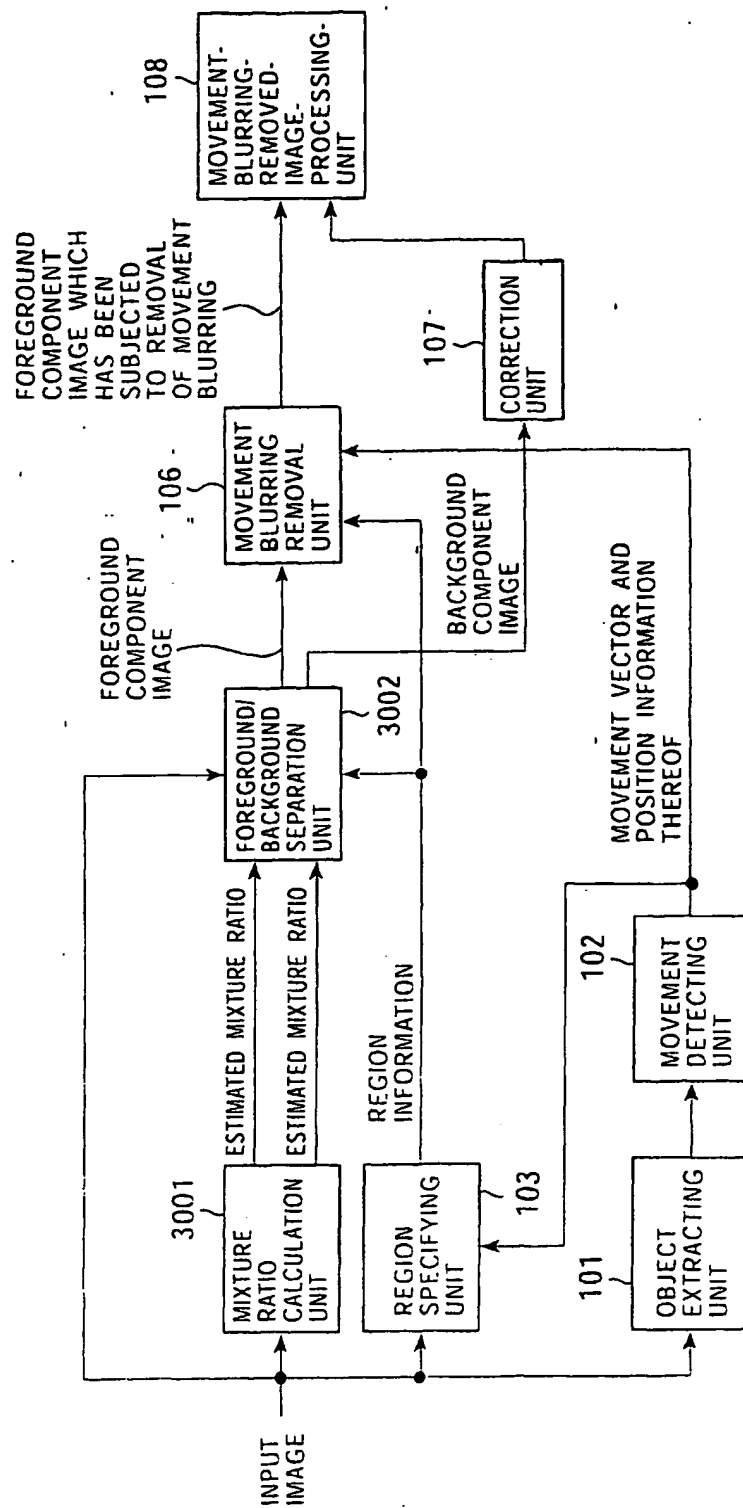 INPUT
IMAGE
3001
MIXTURE
RATIO
CALCULATION
UNIT
ESTIMATED MIXTURE RATIO
ESTIMATED MIXTURE RATIO
REGION
SPECIFYING
UNIT
103
REGION
INFORMATION
101
OBJECT
EXTRACTING
UNIT
102
MOVEMENT
DETECTING
UNIT
MOVEMENT VECTOR AND
POSITION INFORMATION
THEREOF
FOREGROUND/
BACKGROUND
SEPARATION
UNIT
3002
FOREGROUND
COMPONENT
IMAGE
BACKGROUND
COMPONENT
IMAGE
106
MOVEMENT
BLURRING
REMOVAL
UNIT
FOREGROUND
COMPONENT
IMAGE WHICH
HAS BEEN
SUBJECTED
TO REMOVAL
OF MOVEMENT
BLURRING
107
CORRECTION
UNIT
108
MOVEMENT-
BLURRING-
REMOVED-
IMAGE-
PROCESSING-
UNIT